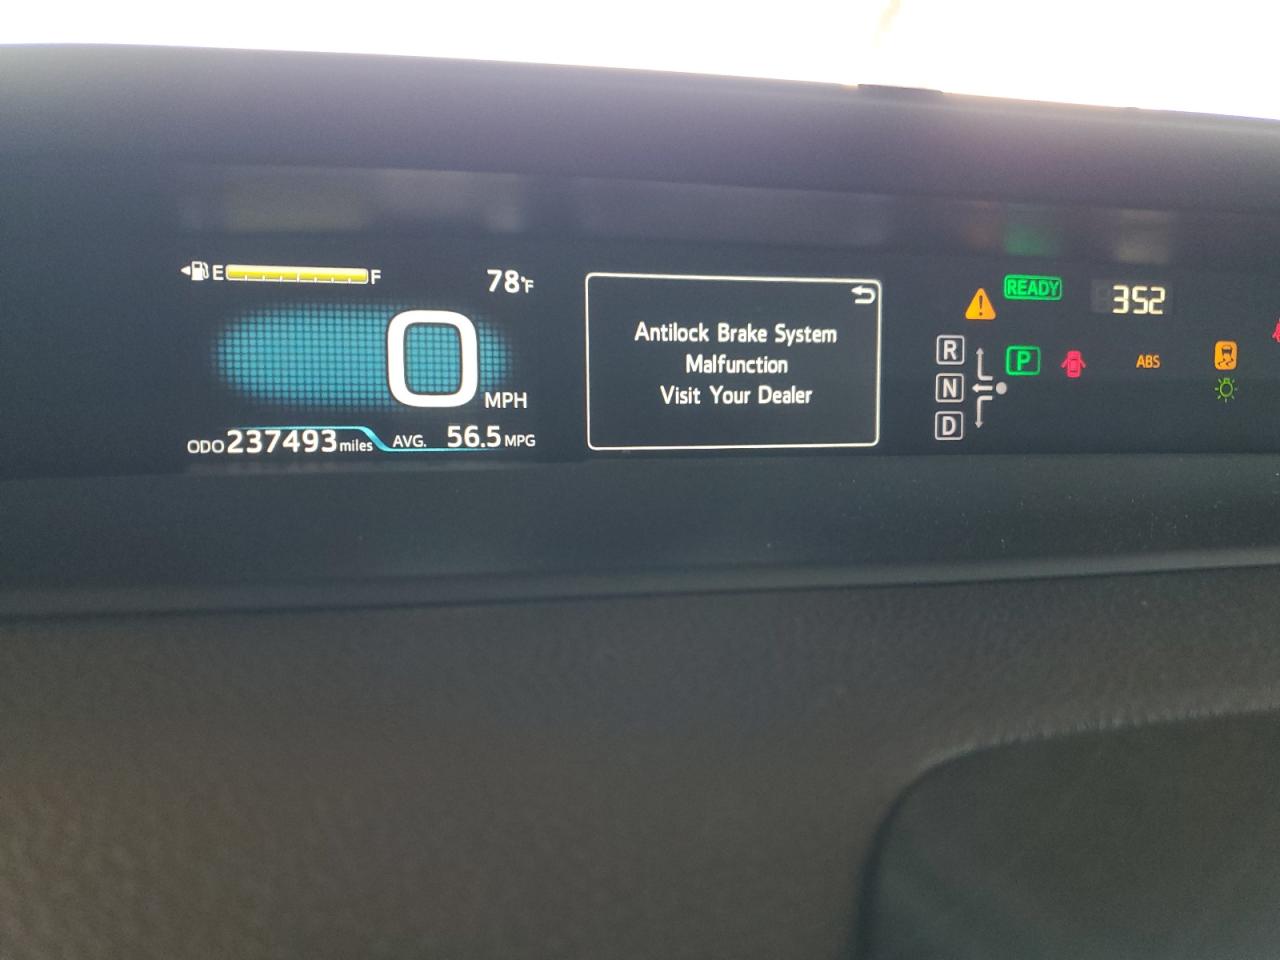 E F
78°F
0 MPH
ODO 237493 miles AVG. 56.5 MPG
Antilock Brake System
Malfunction
Visit Your Dealer
READY
352
R
P
ABS
N
D